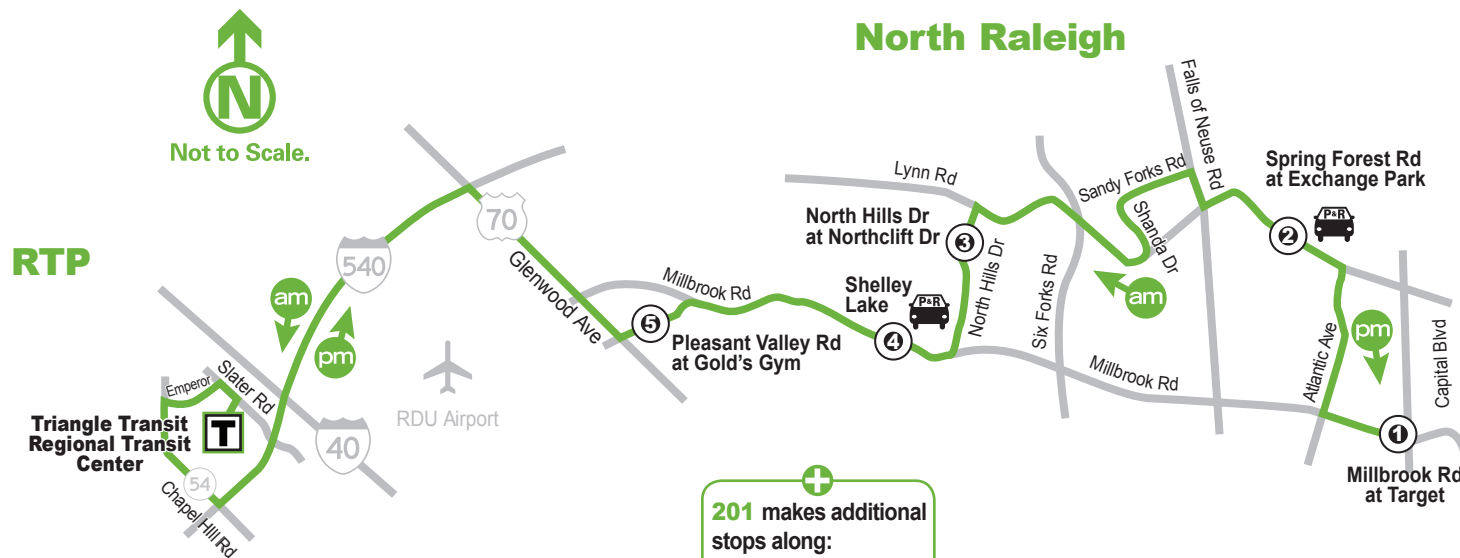 North Raleigh
N
Not to Scale.
RTP
am
pm
540
70
40
54
Emperor
Slater Rd
Chapel HIll Rd
Triangle Transit
Regional Transit
Center
T
RDU Airport
Glenwood Ave
Millbrook Rd
5
Pleasant Valley Rd
at Gold's Gym
Shelley
Lake
P&R
4
Lynn Rd
North Hills Dr
at Northclift Dr
3
North Hills Dr
Six Forks Rd
Sandy Forks Rd
Shanda Dr
am
Falls of Neuse Rd
Spring Forest Rd
at Exchange Park
2
P&R
Millbrook Rd
Atlantic Ave
pm
Capital Blvd
1
Millbrook Rd
at Target
201 makes additional
stops along: